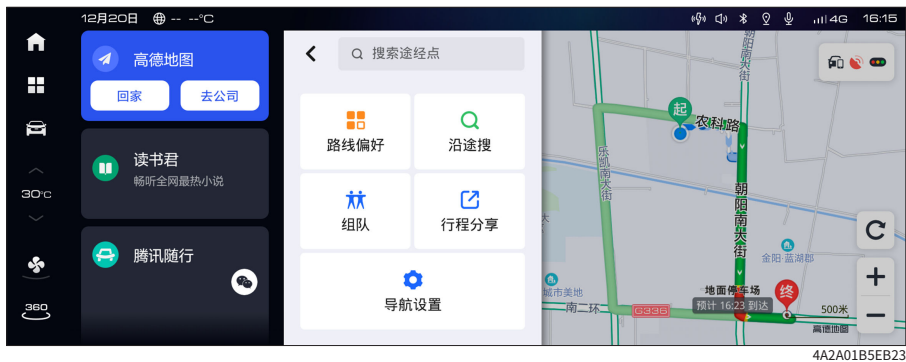 12月20日 -- --°C
4G 16:15
高德地图
回家 去公司
读书君
畅听全网最热小说
腾讯随行
30°C
360
搜索途经点
路线偏好 沿途搜
组队 行程分享
导航设置
朝阳南大街
起
农科路
乐凯南大街
朝阳南大街
大
金阳·蓝湖郡
城市美地
地面停车场
终
预计 16:23 到达
南二环
G335
500米
高德地图
4A2A01B5EB23